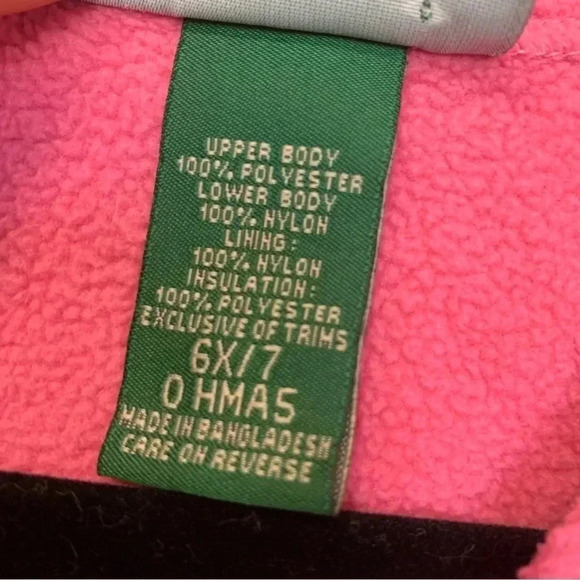 UPPER BODY
100% POLYESTER
LOWER BODY
100% NYLON
LINING:
100% NYLON
INSULATION:
100% POLYESTER
EXCLUSIVE OF TRIMS
6X/7
0 HMA5
MADE IN BANGLADESH
CARE ON REVERSE